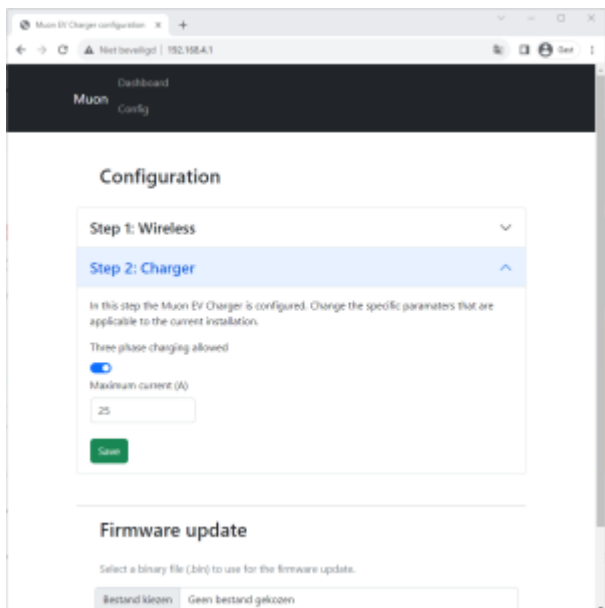 Muon EV Charger configuration
Niet beveiligd | 192.168.4.1
Gast
Dashboard
Muon
Config
Configuration
Step 1: Wireless
Step 2: Charger
In this step the Muon EV Charger is configured. Change the specific paramaters that are
applicable to the current installation.
Three phase charging allowed
Maximum current (A)
25
Save
Firmware update
Select a binary file (.bin) to use for the firmware update.
Bestand kiezen Geen bestand gekozen